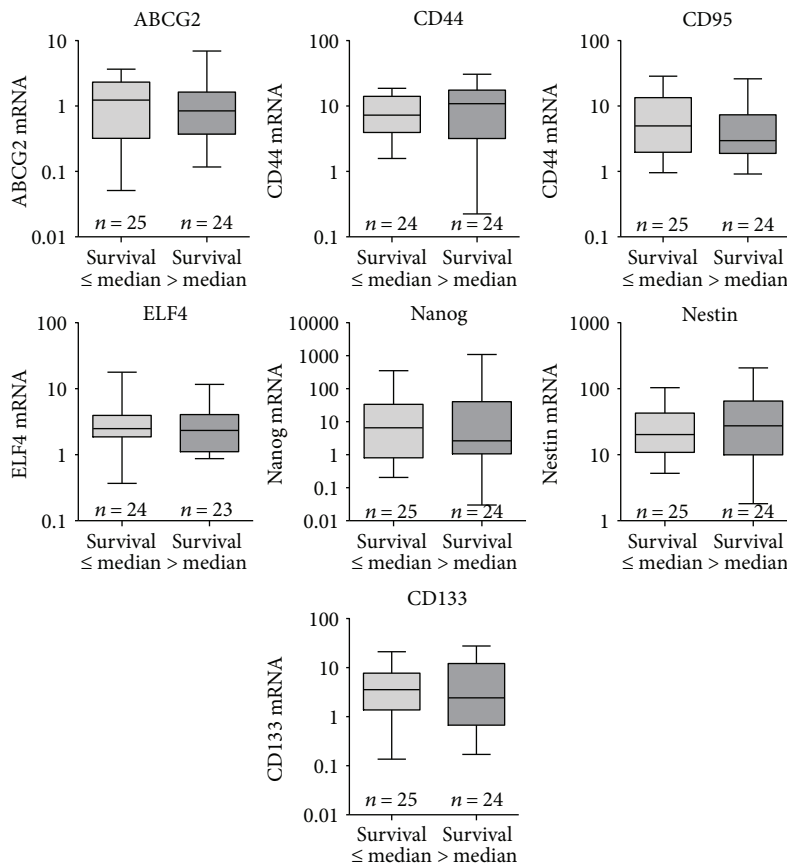 ABCG2
ABCG2 mRNA
10
1
0.1
0.01
n = 25
n = 24
Survival Survival
≤ median > median
CD44
CD44 mRNA
100
10
1
0.1
n = 24
n = 24
Survival Survival
≤ median > median
CD95
CD44 mRNA
100
10
1
0.1
n = 25
n = 24
Survival Survival
≤ median > median
ELF4
ELF4 mRNA
100
10
1
0.1
n = 24
n = 23
Survival Survival
≤ median > median
Nanog
Nanog mRNA
10000
1000
100
10
1
0.1
0.01
n = 25
n = 24
Survival Survival
≤ median > median
Nestin
Nestin mRNA
1000
100
10
1
n = 25
n = 24
Survival Survival
≤ median > median
CD133
CD133 mRNA
100
10
1
0.1
0.01
n = 25
n = 24
Survival Survival
≤ median > median